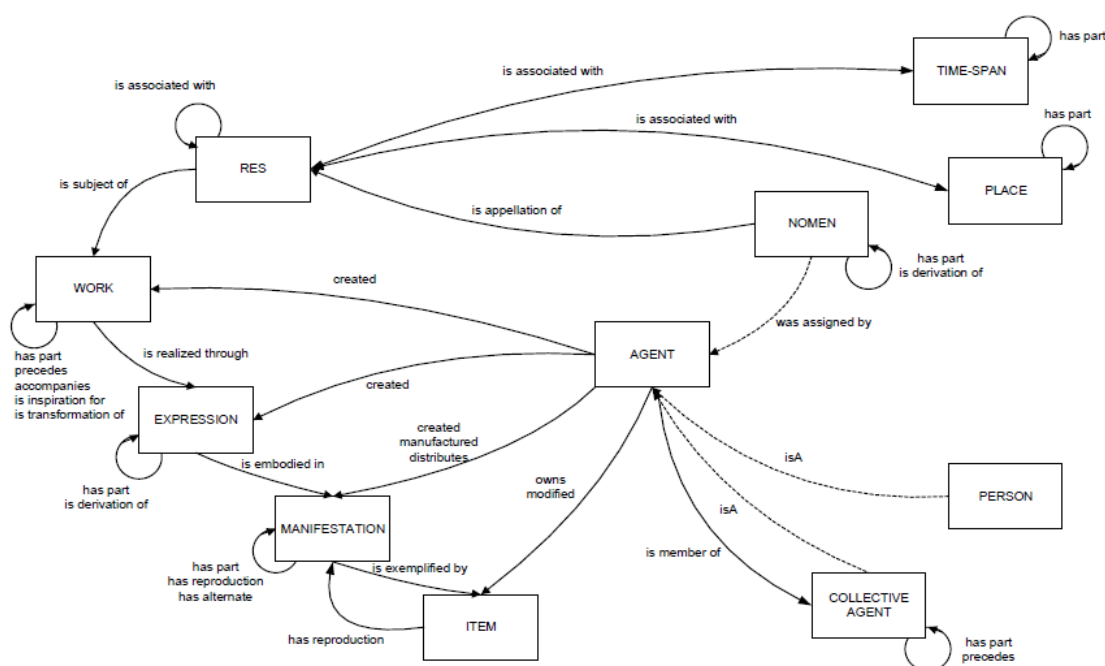 has part
TIME-SPAN
is associated with
is associated with
is associated with
has part
RES
PLACE
is subject of
is appellation of
NOMEN
has part
is derivation of
WORK
created
was assigned by
has part
precedes
accompanies
is inspiration for
is transformation of
is realized through
AGENT
created
EXPRESSION
created
manufactured
distributes
is embodied in
has part
is derivation of
owns
modified
isA
PERSON
isA
MANIFESTATION
has part
has reproduction
has alternate
is exemplified by
is member of
COLLECTIVE
AGENT
has reproduction
ITEM
has part
precedes